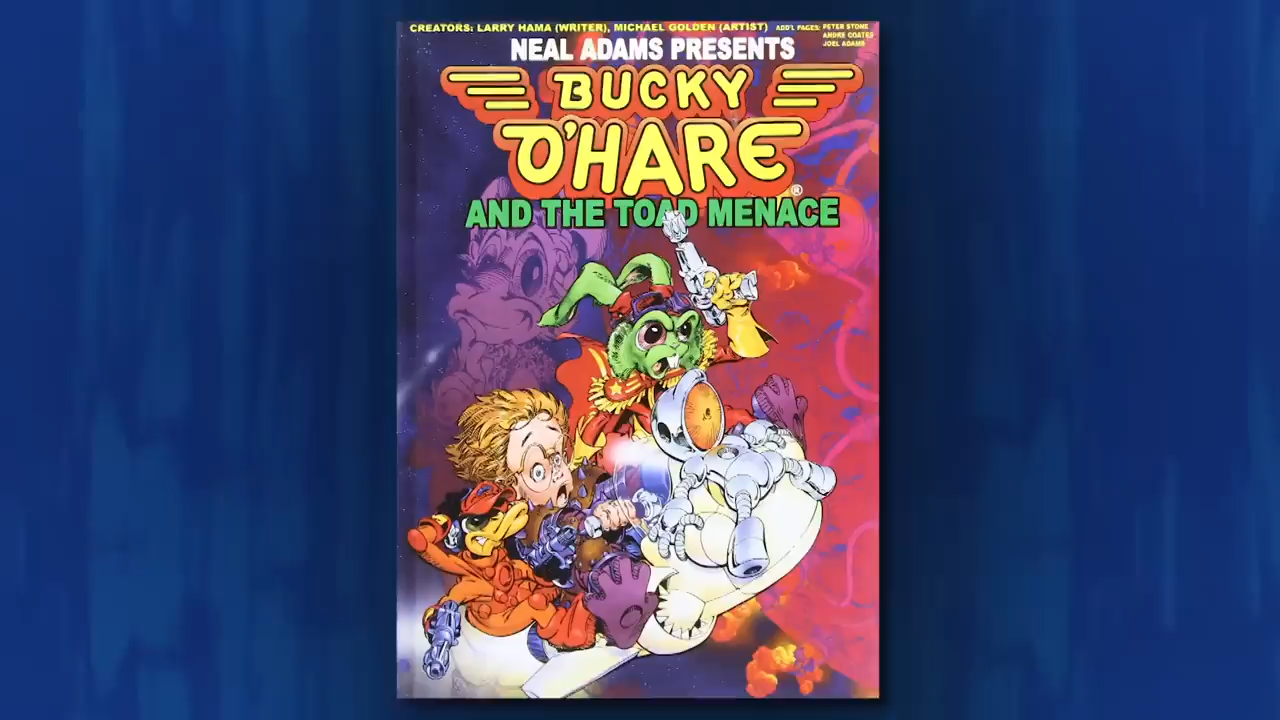 CREATORS: LARRY HAMA (WRITER), MICHAEL GOLDEN (ARTIST) ADD'L PAGES: PETER STONE
ANDRE COATES
JOEL ADAMS
NEAL ADAMS PRESENTS
BUCKY
O'HARE®
AND THE TOAD MENACE